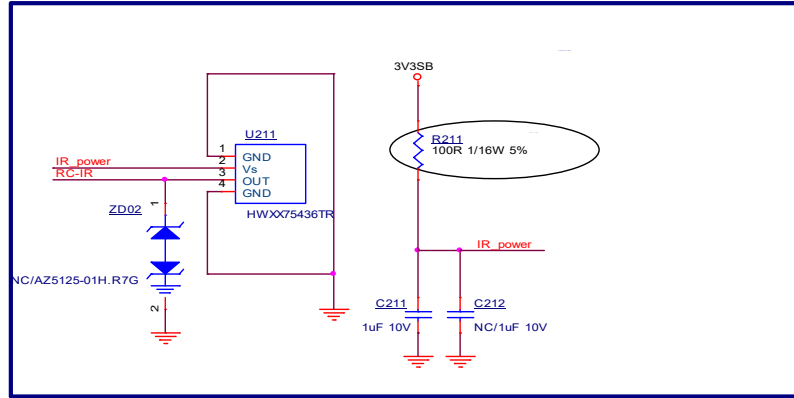 3V3SB
U211
R211
100R 1/16W 5%
1
GND
IR_power
2
Vs
RC-IR
3
OUT
4
GND
1
ZD02
HWXX75436TR
IR_power
NC/AZ5125-01H.R7G
2
C211
C212
1uF 10V
NC/1uF 10V